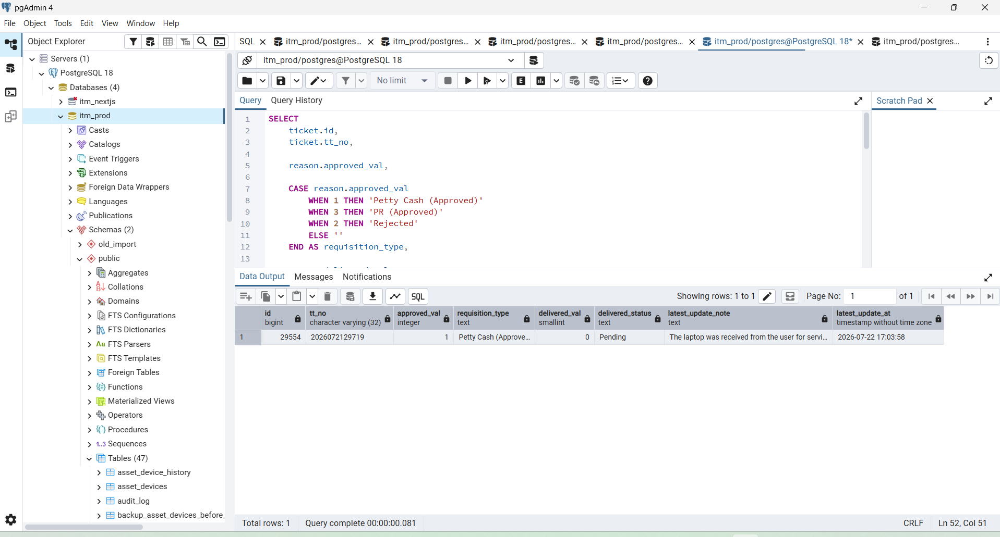 pgAdmin 4
File Object Tools Edit View Window Help
Object Explorer
SQL
itm_prod/postgres...
itm_prod/postgres...
itm_prod/postgres...
itm_prod/postgres...
itm_prod/postgres@PostgreSQL 18*
itm_prod/postgres...
Servers (1)
PostgreSQL 18
Databases (4)
itm_nextjs
itm_prod
Casts
Catalogs
Event Triggers
Extensions
Foreign Data Wrappers
Languages
Publications
Schemas (2)
old_import
public
Aggregates
Collations
Domains
FTS Configurations
FTS Dictionaries
Aa FTS Parsers
FTS Templates
Foreign Tables
Functions
Materialized Views
Operators
Procedures
1..3 Sequences
Tables (47)
asset_device_history
asset_devices
audit_log
backup_asset_devices_before_
itm_prod/postgres@PostgreSQL 18
No limit
E
Query Query History
Scratch Pad
1 SELECT
2 ticket.id,
3 ticket.tt_no,
4
5 reason.approved_val,
6
7 CASE reason.approved_val
8 WHEN 1 THEN 'Petty Cash (Approved)'
9 WHEN 3 THEN 'PR (Approved)'
10 WHEN 2 THEN 'Rejected'
11 ELSE ''
12 END AS requisition_type,
13
Data Output Messages Notifications
SQL
Showing rows: 1 to 1
Page No: 1 of 1
id tt_no approved_val requisition_type delivered_val delivered_status latest_update_note latest_update_at
bigint character varying (32) integer text smallint text text timestamp without time zone
1 29554 2026072129719 1 Petty Cash (Approve... 0 Pending The laptop was received from the user for servi... 2026-07-22 17:03:58
Total rows: 1 Query complete 00:00:00.081 CRLF Ln 52, Col 51